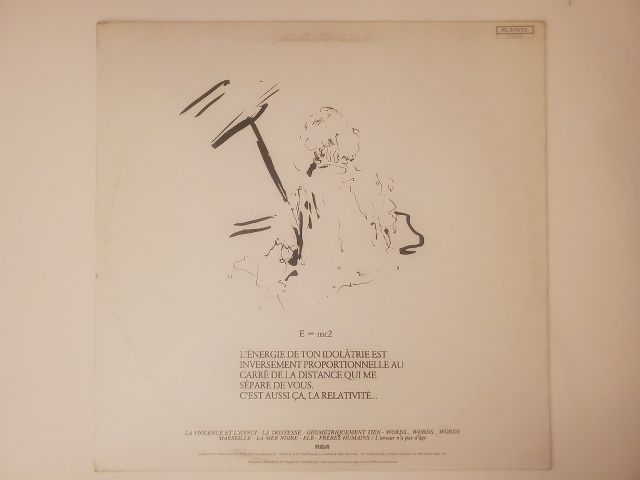 PL 37432
E = mc2
L'ÉNERGIE DE TON IDOLÂTRIE EST
INVERSEMENT PROPORTIONNELLE AU
CARRÉ DE LA DISTANCE QUI ME
SÉPARE DE VOUS.
C'EST AUSSI ÇA, LA RELATIVITÉ...
LA VIOLENCE ET L'ENNUI - LA TRISTESSE - GÉOMÉTRIQUEMENT TIEN - WORDS... WORDS... WORDS
MARSEILLE - LA MER NOIRE - FLB - FRÈRES HUMAINS / L'amour n'a pas d'âge
RCA